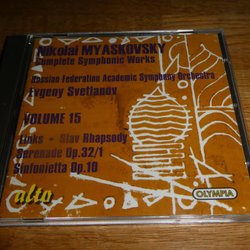 Nikolai MYASKOVSKY
Complete Symphonic Works
Russian Federation Academic Symphony Orchestra
Evgeny Svetlanov
VOLUME 15
Links - Slav Rhapsody
Serenade Op.32/1
Sinfonietta Op.10
alto
OLYMPIA